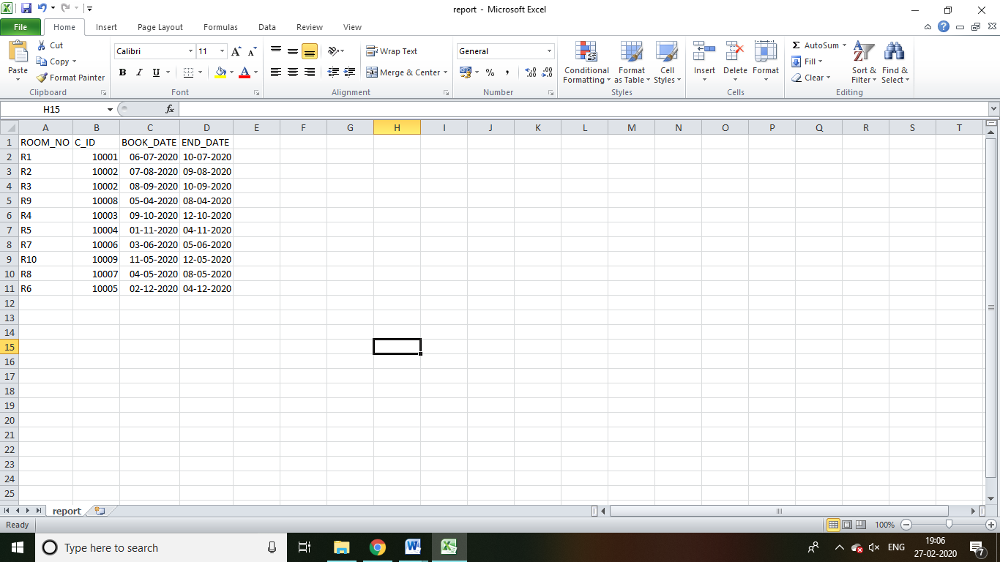 report - Microsoft Excel
File Home Insert Page Layout Formulas Data Review View
Cut
Calibri 11 Wrap Text General AutoSum
Copy Fill
Paste Format Painter B I U Merge & Center % , Conditional Formatting Format as Table Cell Styles Insert Delete Format Clear Sort & Filter Find & Select
Clipboard Font Alignment Number Styles Cells Editing
H15 fx
A B C D E F G H I J K L M N O P Q R S T
1 ROOM_NO C_ID BOOK_DATE END_DATE
2 R1 10001 06-07-2020 10-07-2020
3 R2 10002 07-08-2020 09-08-2020
4 R3 10002 08-09-2020 10-09-2020
5 R9 10008 05-04-2020 08-04-2020
6 R4 10003 09-10-2020 12-10-2020
7 R5 10004 01-11-2020 04-11-2020
8 R7 10006 03-06-2020 05-06-2020
9 R10 10009 11-05-2020 12-05-2020
10 R8 10007 04-05-2020 08-05-2020
11 R6 10005 02-12-2020 04-12-2020
12
13
14
15
16
17
18
19
20
21
22
23
24
25
report
Ready 100%
Type here to search ENG 19:06
27-02-2020 7